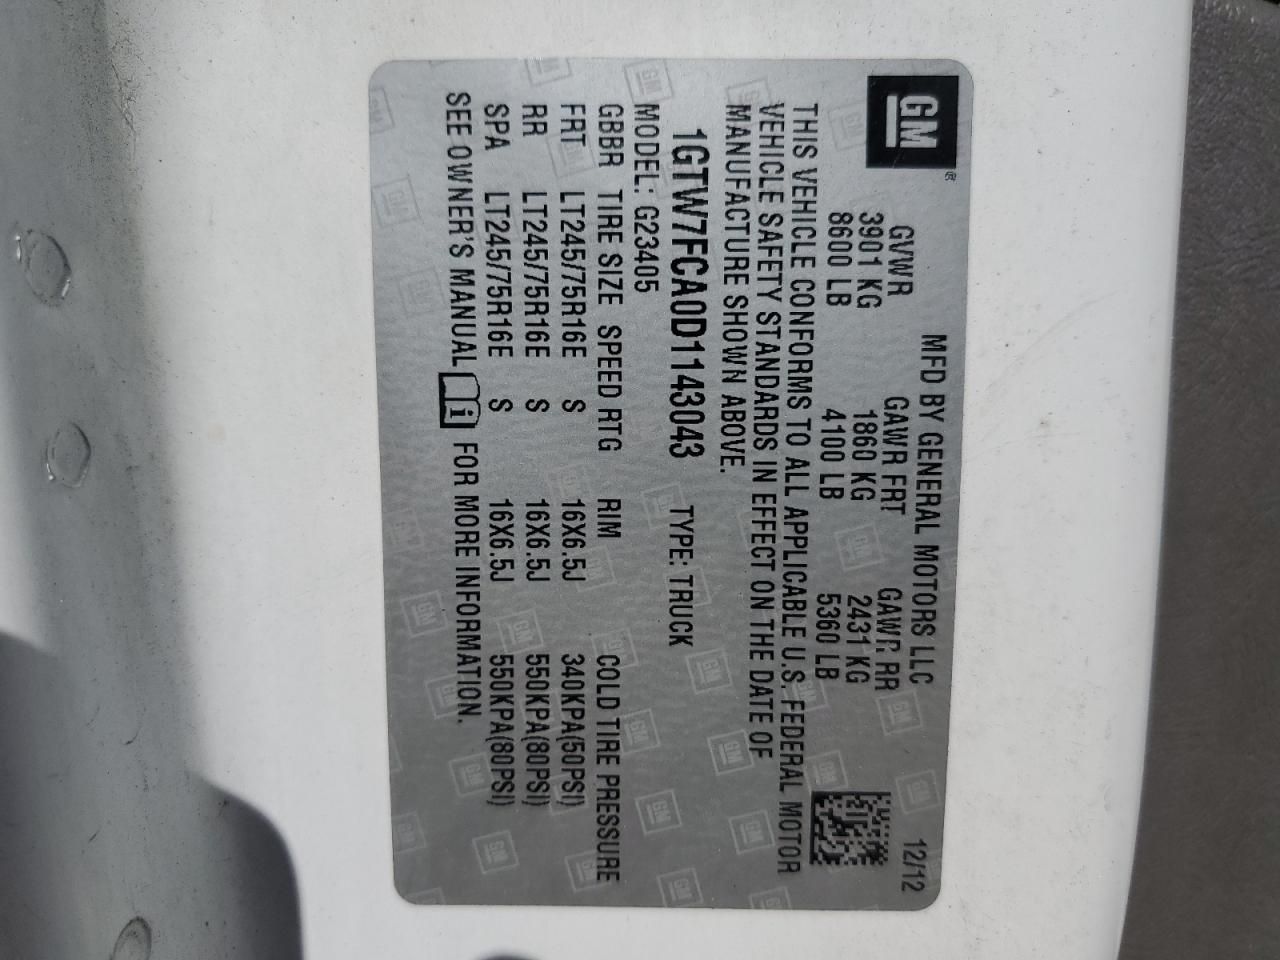 GM®
MFD BY GENERAL MOTORS LLC 12/12
GVWR GAWR FRT GAWR RR
3901 KG 1860 KG 2431 KG
8600 LB 4100 LB 5360 LB
THIS VEHICLE CONFORMS TO ALL APPLICABLE U.S. FEDERAL MOTOR
VEHICLE SAFETY STANDARDS IN EFFECT ON THE DATE OF
MANUFACTURE SHOWN ABOVE.
1GTW7FCA0D1143043 TYPE: TRUCK
MODEL: G23405
GBBR TIRE SIZE SPEED RTG RIM COLD TIRE PRESSURE
FRT LT245/75R16E S 16X6.5J 340KPA(50PSI)
RR LT245/75R16E S 16X6.5J 550KPA(80PSI)
SPA LT245/75R16E S 16X6.5J 550KPA(80PSI)
SEE OWNER'S MANUAL i FOR MORE INFORMATION.